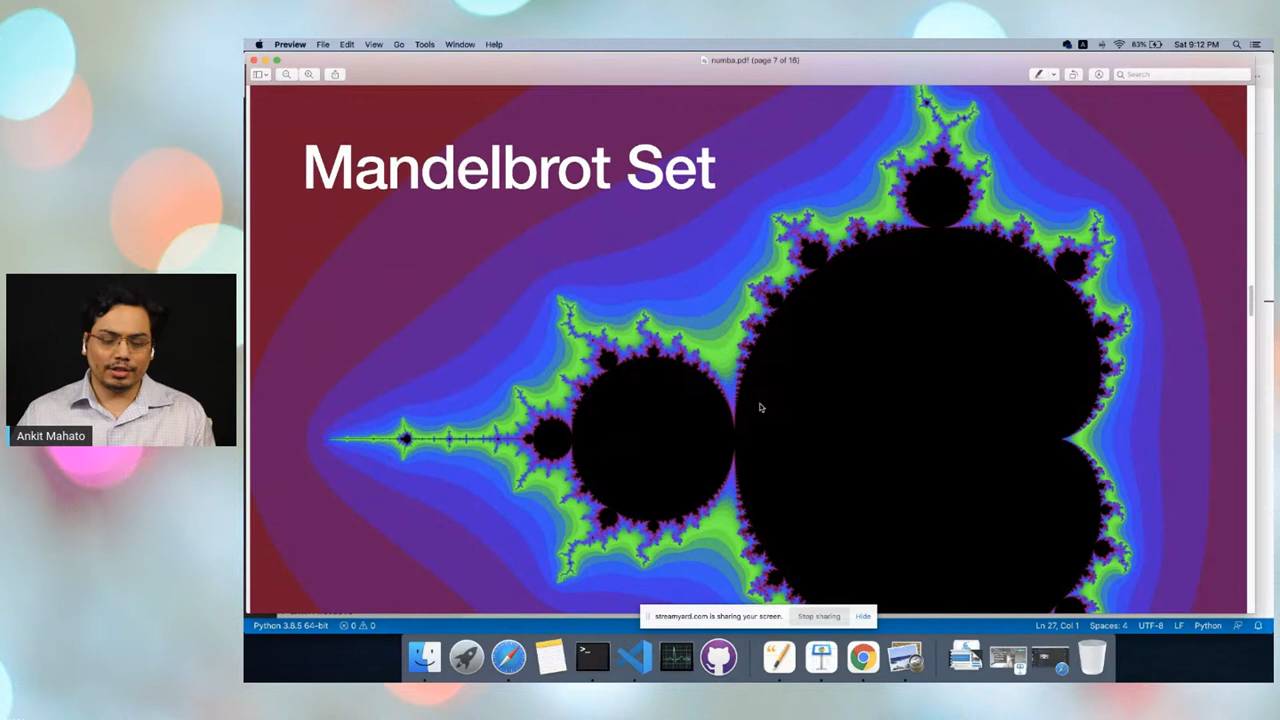 Preview File Edit View Go Tools Window Help
A 83% Sat 9:12 PM
numba.pdf (page 7 of 16)
Search
Mandelbrot Set
Ankit Mahato
streamyard.com is sharing your screen. Stop sharing Hide
Python 3.8.5 64-bit 0 0 Ln 27, Col 1 Spaces: 4 UTF-8 LF Python